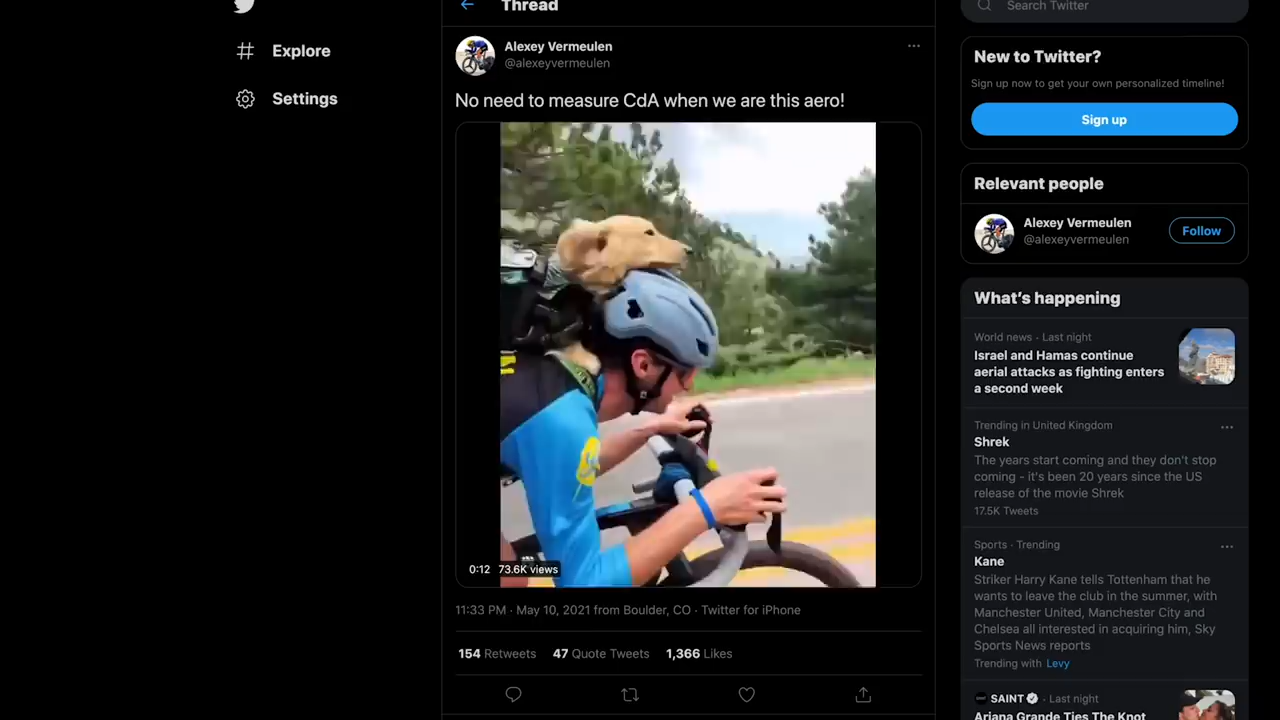 Explore
Settings
Thread
Alexey Vermeulen
@alexeyvermeulen
No need to measure CdA when we are this aero!
0:12 73.6K views
11:33 PM · May 10, 2021 from Boulder, CO · Twitter for iPhone
154 Retweets 47 Quote Tweets 1,366 Likes
Search Twitter
New to Twitter?
Sign up now to get your own personalized timeline!
Sign up
Relevant people
Alexey Vermeulen
@alexeyvermeulen
Follow
What's happening
World news · Last night
Israel and Hamas continue
aerial attacks as fighting enters
a second week
Trending in United Kingdom
Shrek
The years start coming and they don't stop
coming - it's been 20 years since the US
release of the movie Shrek
17.5K Tweets
Sports · Trending
Kane
Striker Harry Kane tells Tottenham that he
wants to leave the club in the summer, with
Manchester United, Manchester City and
Chelsea all interested in acquiring him, Sky
Sports News reports
Trending with Levy
SAINT · Last night
Ariana Grande Ties The Knot